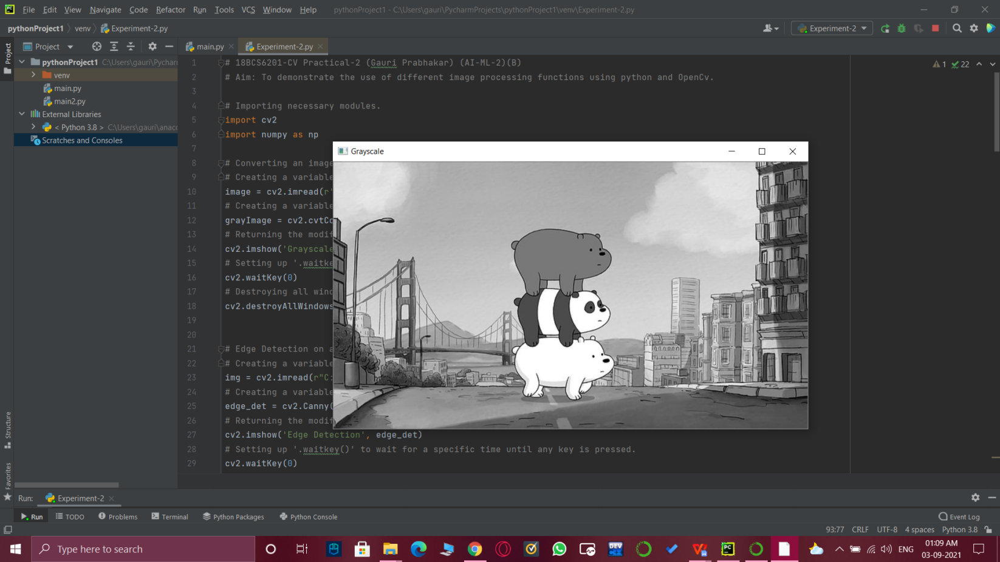 File Edit View Navigate Code Refactor Run Tools VCS Window Help pythonProject1 - C:\Users\gauri\PycharmProjects\pythonProject1\venv\Experiment-2.py
pythonProject1 venv Experiment-2.py Experiment-2
Project
Project main.py Experiment-2.py
pythonProject1 C:\Users\gauri\Pycharm
venv
main.py
main2.py
External Libraries
< Python 3.8 > C:\Users\gauri\anac
Scratches and Consoles
1 # 18BCS6201-CV Practical-2 (Gauri Prabhakar) (AI-ML-2)(B)
2 # Aim: To demonstrate the use of different image processing functions using python and OpenCv.
3
4 # Importing necessary modules.
5 import cv2
6 import numpy as np
7
8 # Converting an imag
9 # Creating a variable
10 image = cv2.imread(r
11 # Creating a variable
12 grayImage = cv2.cvtCo
13 # Returning the modif
14 cv2.imshow('Grayscale
15 # Setting up '.waitke
16 cv2.waitKey(0)
17 # Destroying all wind
18 cv2.destroyAllWindows
19
20
21 # Edge Detection on a
22 # Creating a variable
23 img = cv2.imread(r"C:
24 # Creating a variable
25 edge_det = cv2.Canny(
26 # Returning the modif
27 cv2.imshow('Edge Detection', edge_det)
28 # Setting up '.waitkey()' to wait for a specific time until any key is pressed.
29 cv2.waitKey(0)
1 22
Grayscale
Structure
Favorites
Run: Experiment-2
Run TODO Problems Terminal Python Packages Python Console Event Log
93:77 CRLF UTF-8 4 spaces Python 3.8
Type here to search
DEV
PC
ENG
01:09 AM
03-09-2021